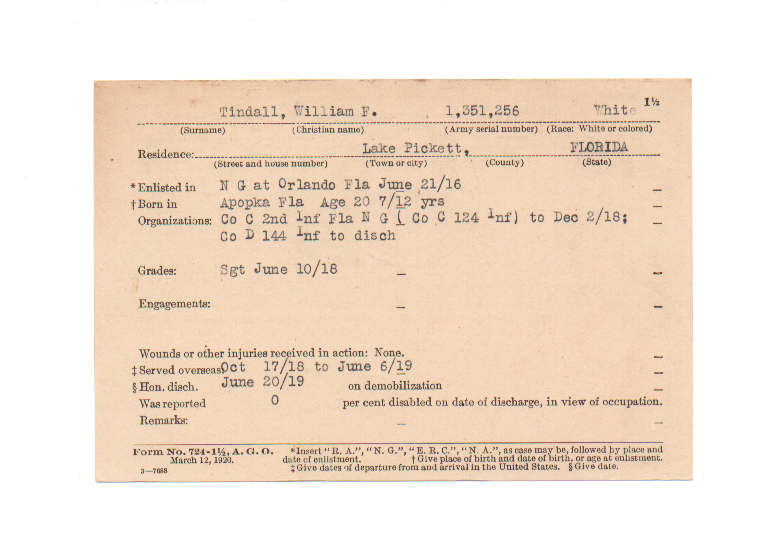 1½
Tindall, William F. 1,351,256 White
(Surname) (Christian name) (Army serial number) (Race: White or colored)
Residence: Lake Pickett, FLORIDA
(Street and house number) (Town or city) (County) (State)
*Enlisted in N G at Orlando Fla June 21/16
†Born in Apopka Fla Age 20 7/12 yrs
Organizations: Co C 2nd Inf Fla N G ( Co C 124 Inf) to Dec 2/18;
Co D 144 Inf to disch
Grades: Sgt June 10/18
Engagements:
Wounds or other injuries received in action: None.
‡Served overseas Oct 17/18 to June 6/19
§Hon. disch. June 20/19 on demobilization
Was reported 0 per cent disabled on date of discharge, in view of occupation.
Remarks:
Form No. 724-1½, A. G. O. *Insert "R. A.", "N. G.", "E. R. C.", "N. A.", as case may be, followed by place and
March 12, 1920. date of enlistment. †Give place of birth and date of birth, or age at enlistment.
3—7688 ‡Give dates of departure from and arrival in the United States. §Give date.